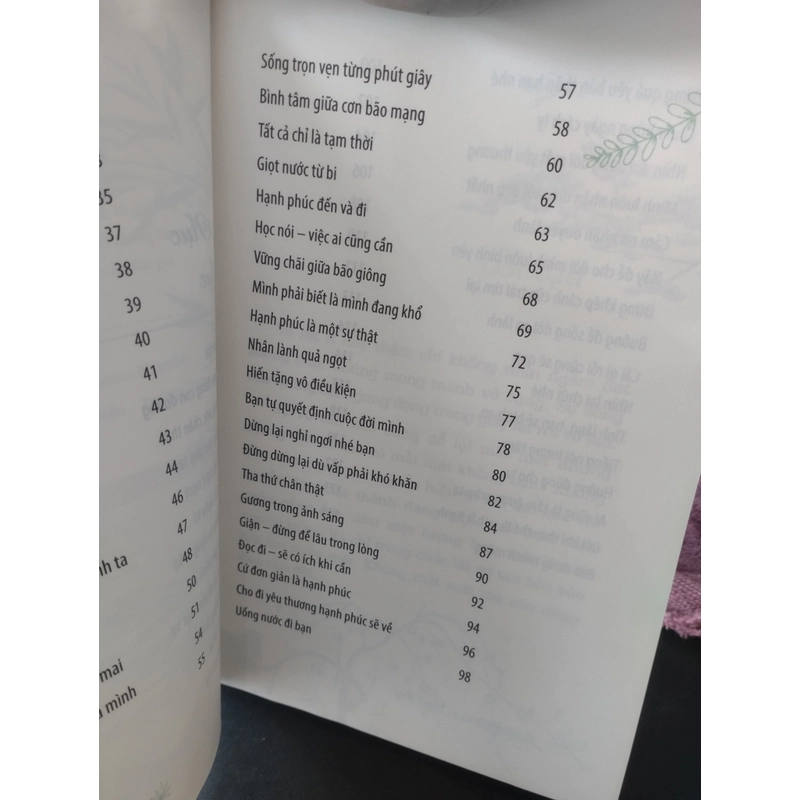 35
37
38
39
40
41
42
43
44
46
47
ta 48
50
51
mai 54
mình 55
Sống trọn vẹn từng phút giây 57
Bình tâm giữa cơn bão mạng 58
Tất cả chỉ là tạm thời 60
Giọt nước từ bi 62
Hạnh phúc đến và đi 63
Học nói – việc ai cũng cần 65
Vững chãi giữa bão giông 68
Mình phải biết là mình đang khổ 69
Hạnh phúc là một sự thật 72
Nhân lành quả ngọt 75
Hiến tặng vô điều kiện 77
Bạn tự quyết định cuộc đời mình 78
Dừng lại nghỉ ngơi nhé bạn 80
Đừng dừng lại dù vấp phải khó khăn 82
Tha thứ chân thật 84
Gương trong ảnh sáng 87
Giận – đừng để lâu trong lòng 90
Đọc đi – sẽ có ích khi cần 92
Cứ đơn giản là hạnh phúc 94
Cho đi yêu thương hạnh phúc sẽ về 96
Uống nước đi bạn 98